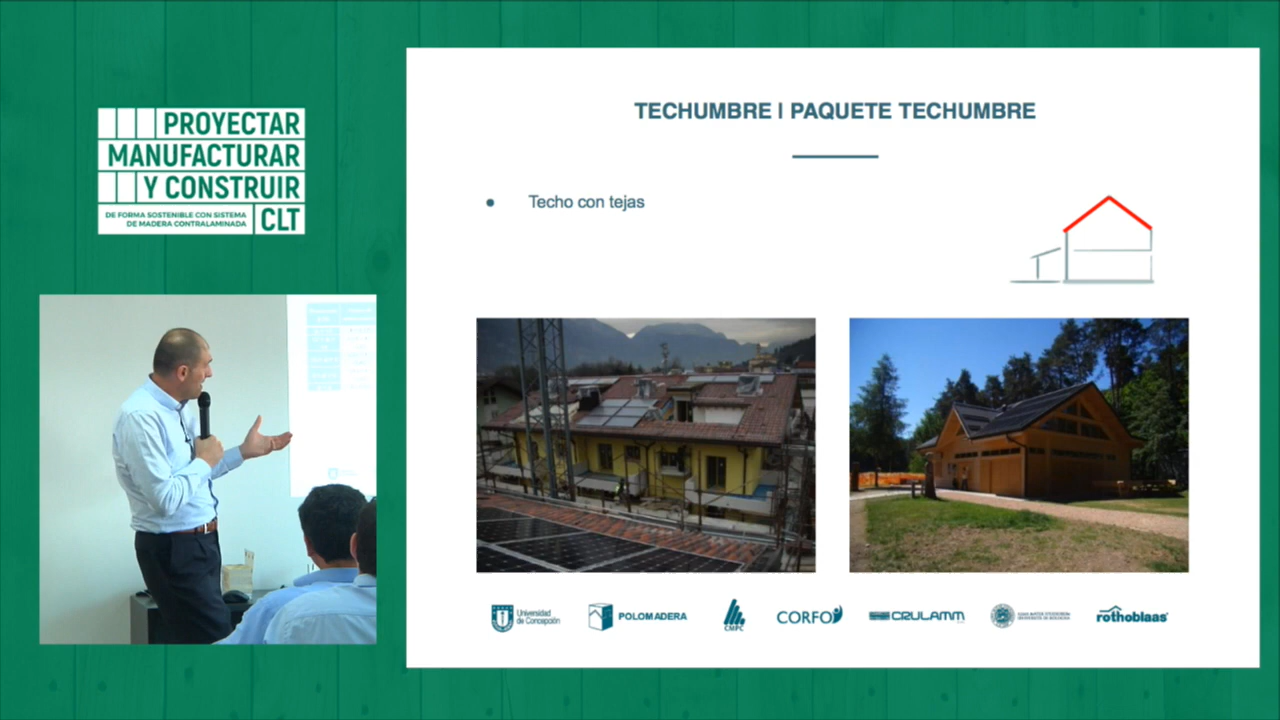 PROYECTAR
MANUFACTURAR
Y CONSTRUIR
DE FORMA SOSTENIBLE CON SISTEMA
DE MADERA CONTRALAMINADA
CLT
TECHUMBRE | PAQUETE TECHUMBRE
• Techo con tejas
Universidad
de Concepción
POLOMADERA
CMPC
CORFO
CRULAMM
rothoblaas